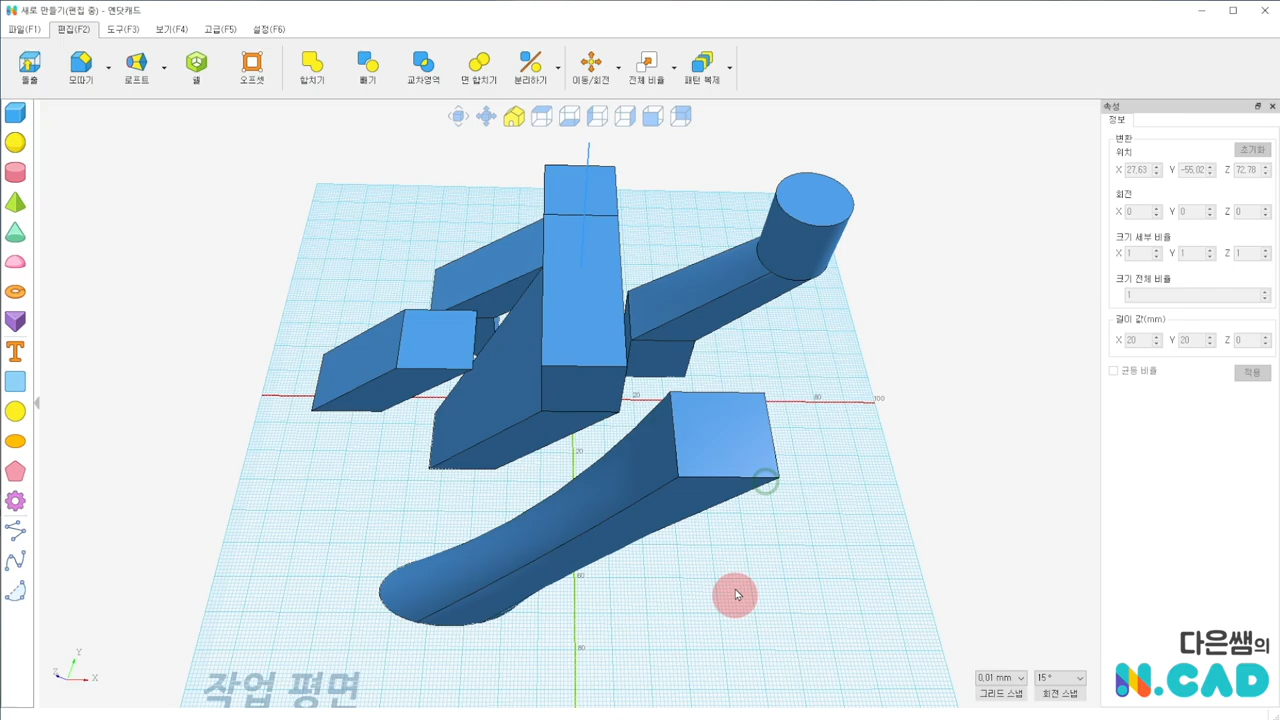 새로 만들기(편집 중) - 엔닷캐드
파일(F1) 편집(F2) 도구(F3) 보기(F4) 고급(F5) 설정(F6)
돌출 모따기 로프트 쉘 오프셋 합치기 빼기 교차영역 면 합치기 분리하기 이동/회전 전체 비율 패턴 복제
속성
정보
변환
위치 초기화
X 27.63 Y -55.02 Z 72.78
회전
X 0 Y 0 Z 0
크기 세부 비율
X 1 Y 1 Z 1
크기 전체 비율
1
길이 값(mm)
X 20 Y 20 Z 0
균등 비율 적용
20 80 100
20
60
80
작업 평면
Y
Z X
T
0.01 mm 15°
그리드 스냅 회전 스냅
다은쌤의
N.CAD